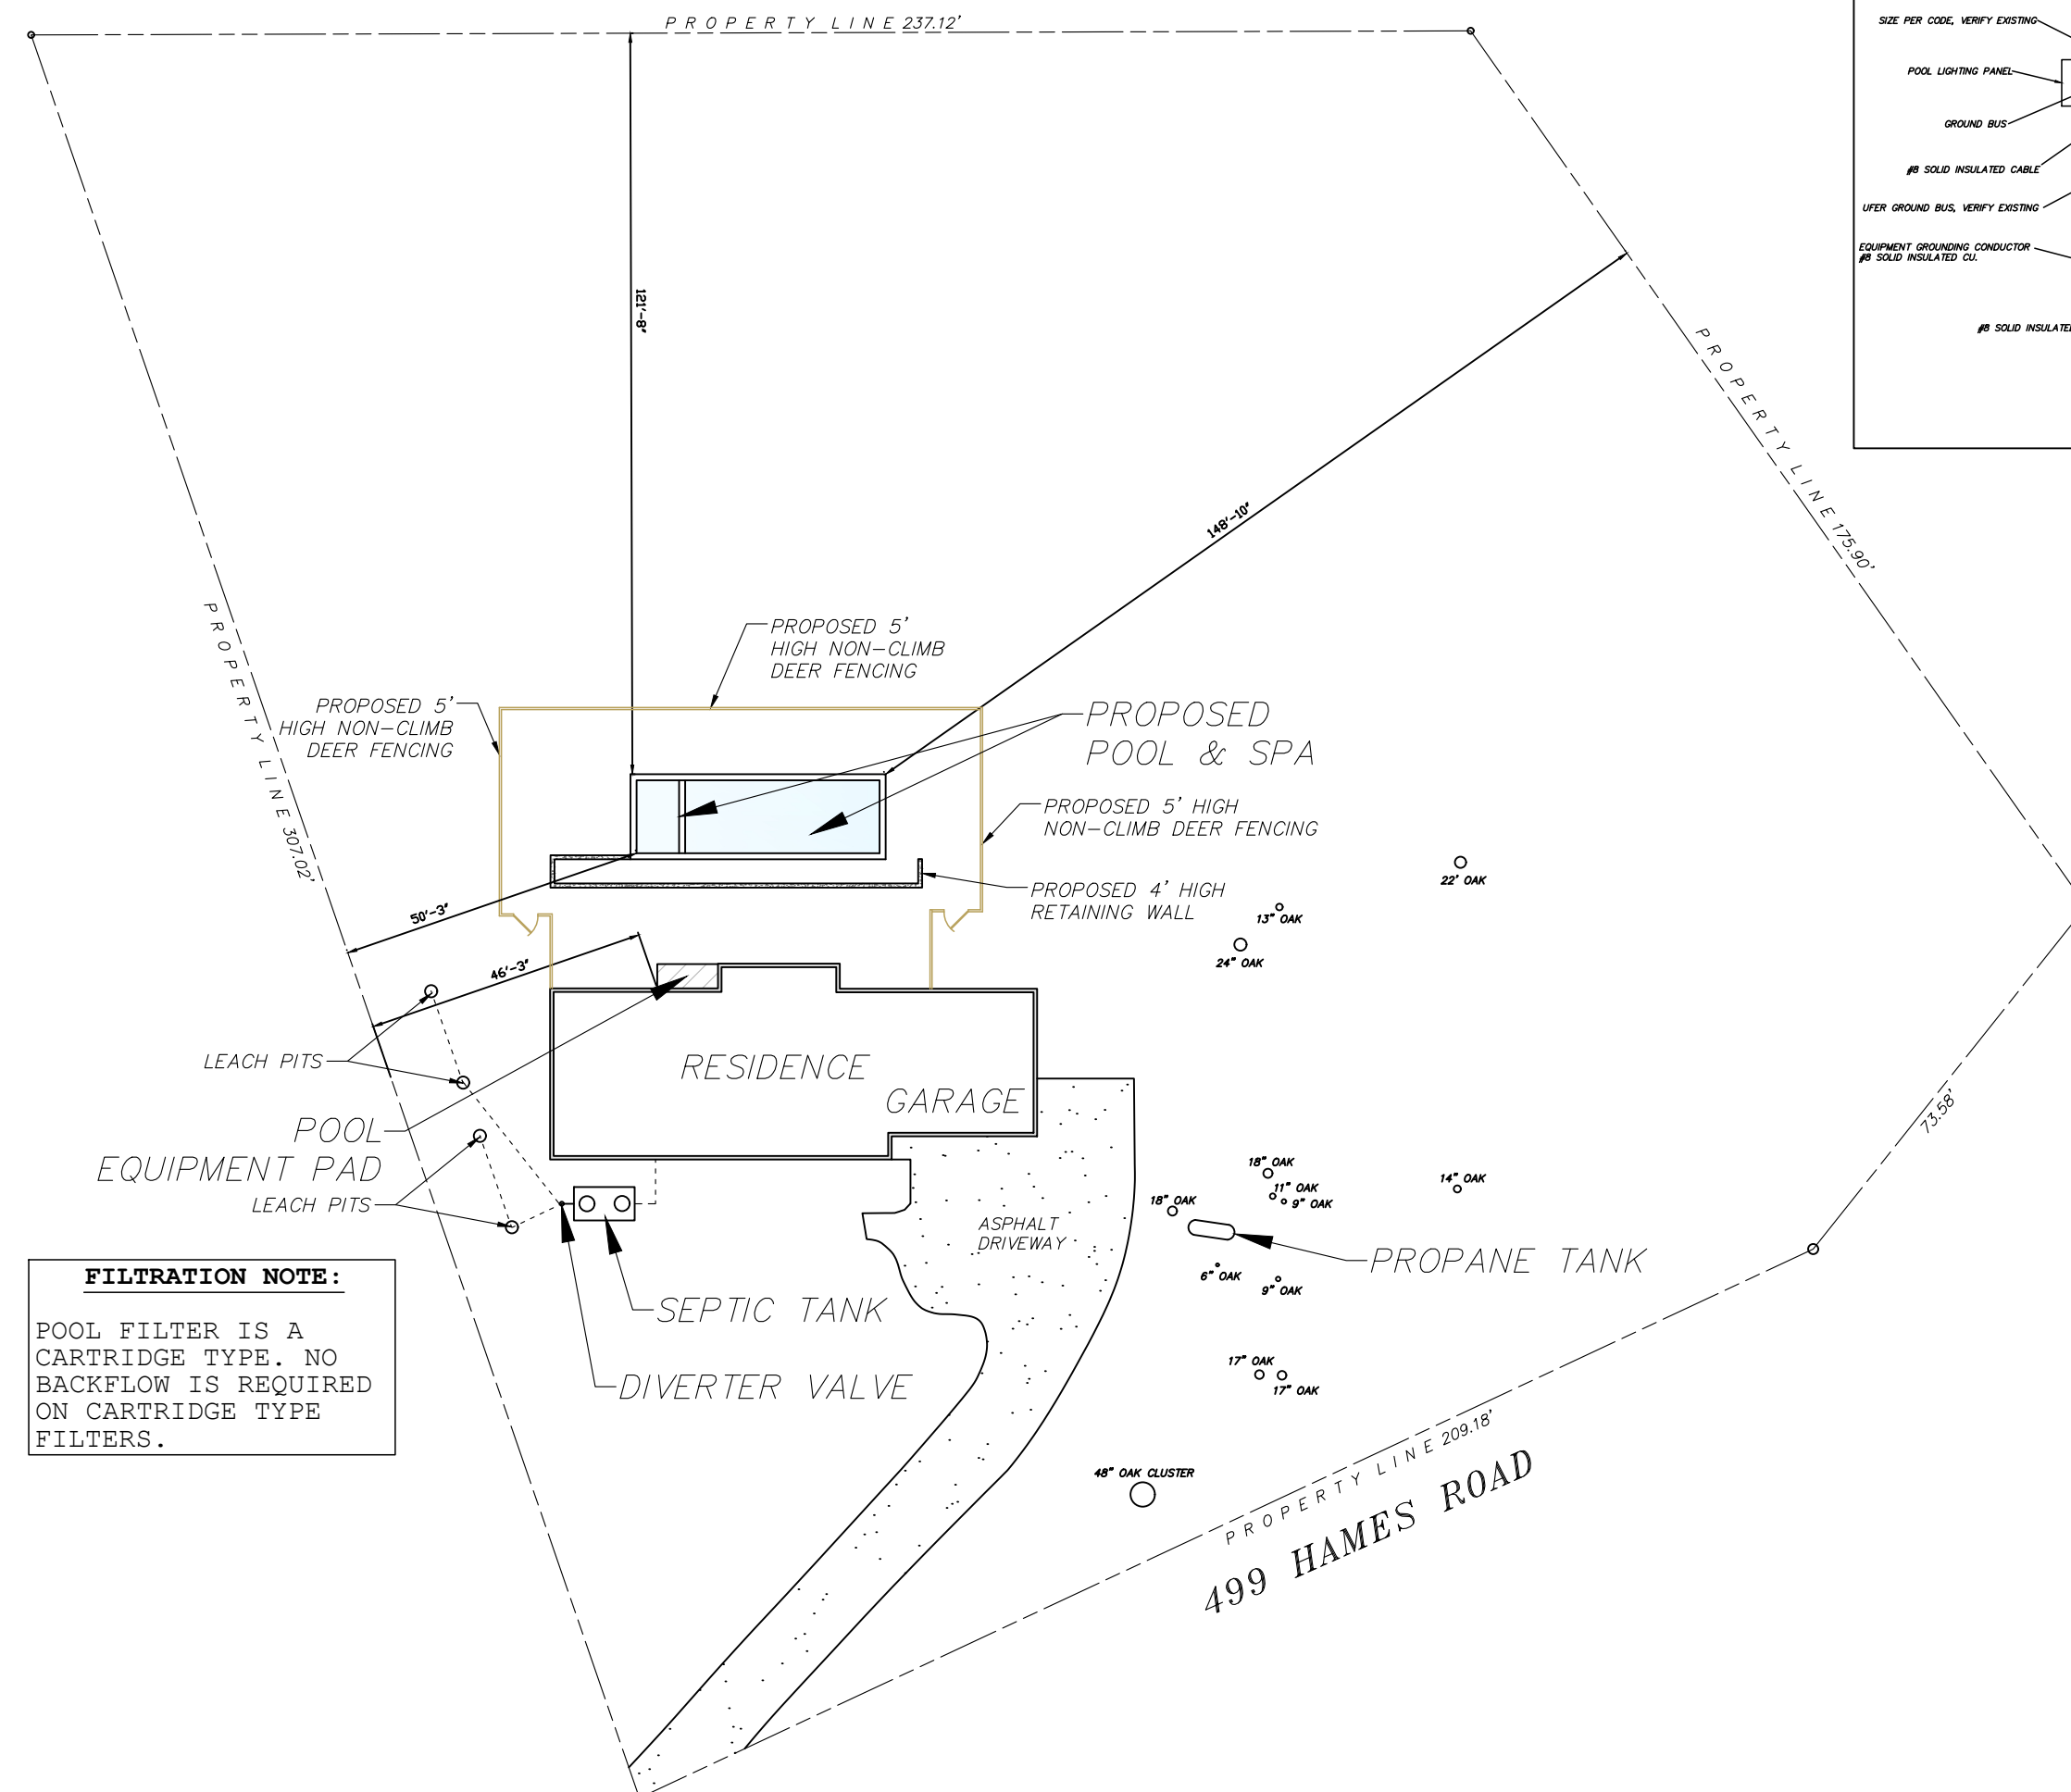 PROPERTY LINE 237.12'
SIZE PER CODE, VERIFY EXISTING
POOL LIGHTING PANEL
GROUND BUS
#8 SOLID INSULATED CABLE
UFER GROUND BUS, VERIFY EXISTING
EQUIPMENT GROUNDING CONDUCTOR
#8 SOLID INSULATED CU.
#8 SOLID INSULATE
121'-8"
148'-10"
PROPERTY LINE 175.90'
PROPERTY LINE 307.02'
PROPOSED 5'
HIGH NON-CLIMB
DEER FENCING
PROPOSED 5'
HIGH NON-CLIMB
DEER FENCING
PROPOSED
POOL & SPA
PROPOSED 5' HIGH
NON-CLIMB DEER FENCING
PROPOSED 4' HIGH
RETAINING WALL
22' OAK
13" OAK
24" OAK
50'-3"
46'-3"
LEACH PITS
RESIDENCE
GARAGE
POOL
EQUIPMENT PAD
LEACH PITS
73.58'
18" OAK
11" OAK
9" OAK
18" OAK
14" OAK
ASPHALT
DRIVEWAY
PROPANE TANK
6" OAK
9" OAK
SEPTIC TANK
DIVERTER VALVE
FILTRATION NOTE:
POOL FILTER IS A
CARTRIDGE TYPE. NO
BACKFLOW IS REQUIRED
ON CARTRIDGE TYPE
FILTERS.
17" OAK
17" OAK
48" OAK CLUSTER
PROPERTY LINE 209.18'
499 HAMES ROAD